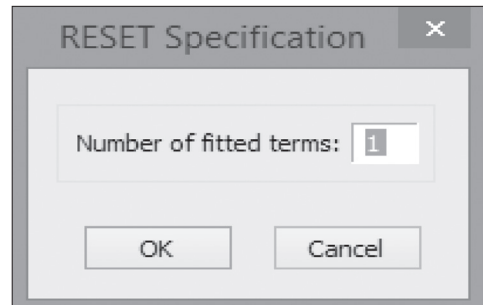 RESET Specification ×
Number of fitted terms: 1
OK Cancel